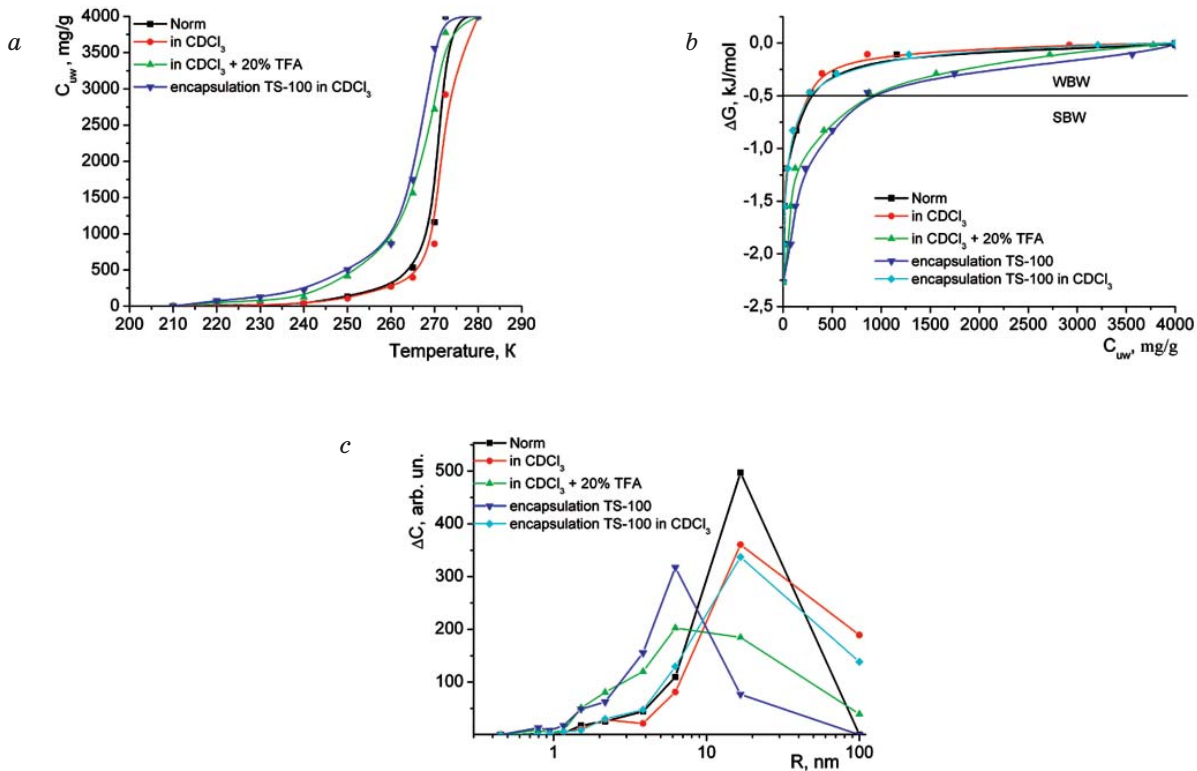 a
C_uw, mg/g
Norm
in CDCl₃
in CDCl₃ + 20% TFA
encapsulation TS-100 in CDCl₃
4000
3500
3000
2500
4000
1500
1000
500
0
200 210 220 230 240 250 260 270 280 290
Temperature, K
b
ΔG, kJ/mol
0,0
-0,5
-1,0
-1,5
-2,0
-2,5
WBW
SBW
Norm
in CDCl₃
in CDCl₃ + 20% TFA
encapsulation TS-100
encapsulation TS-100 in CDCl₃
0 500 1000 1500 2000 2500 3000 3500 4000
C_uw, mg/g
c
ΔC, arb. un.
Norm
in CDCl₃
in CDCl₃ + 20% TFA
encapsulation TS-100
encapsulation TS-100 in CDCl₃
500
400
300
200
100
1 10 100
R, nm